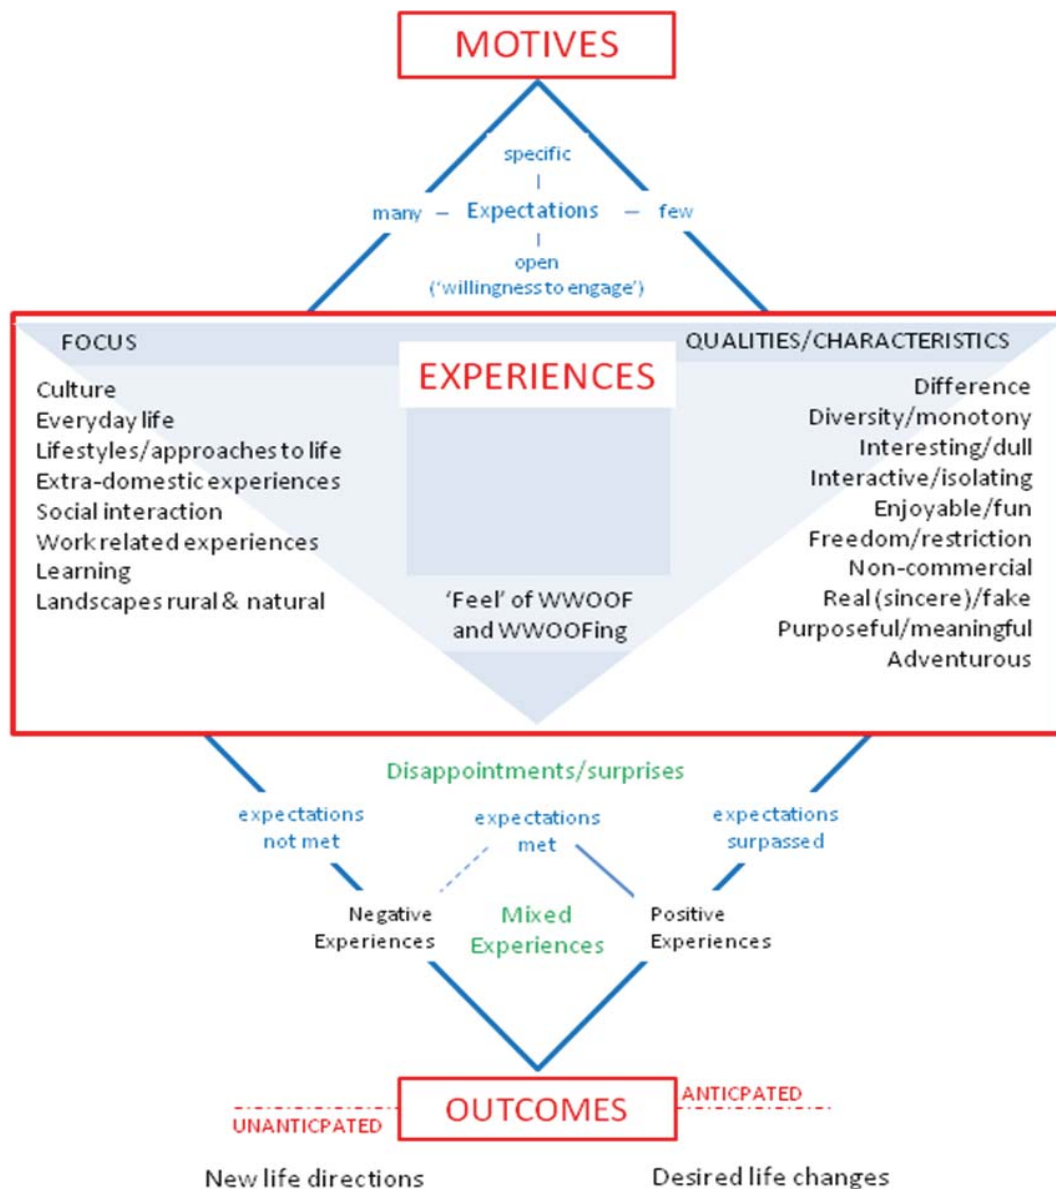 MOTIVES
specific
many – Expectations – few
open
('willingness to engage')
FOCUS
QUALITIES/CHARACTERISTICS
EXPERIENCES
Culture
Everyday life
Lifestyles/approaches to life
Extra-domestic experiences
Social interaction
Work related experiences
Learning
Landscapes rural & natural
Difference
Diversity/monotony
Interesting/dull
Interactive/isolating
Enjoyable/fun
Freedom/restriction
Non-commercial
Real (sincere)/fake
Purposeful/meaningful
Adventurous
'Feel' of WWOOF
and WWOOFing
Disappointments/surprises
expectations
not met
expectations
met
expectations
surpassed
Negative
Experiences
Mixed
Experiences
Positive
Experiences
OUTCOMES
UNANTICPATED
ANTICPATED
New life directions
Desired life changes